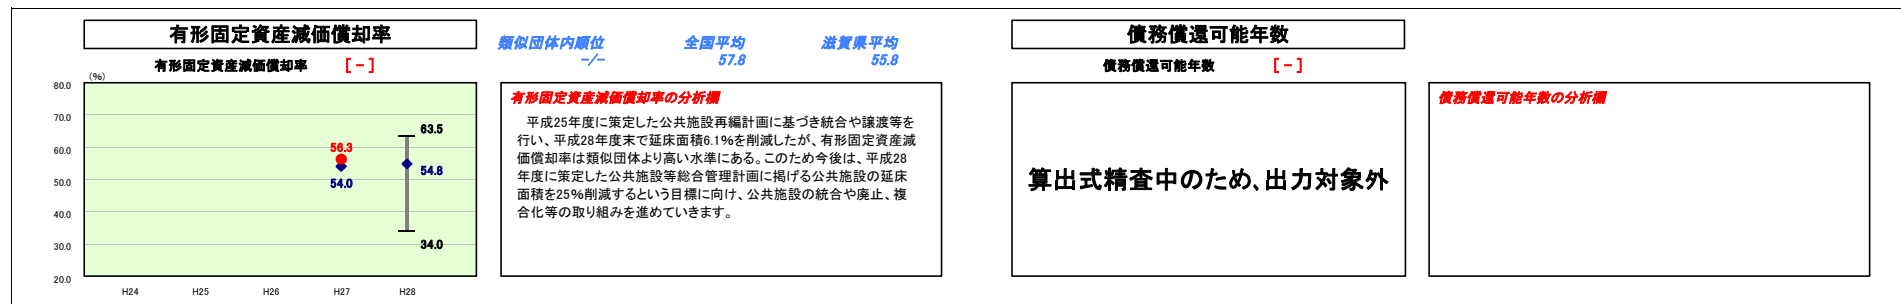 有形固定資産減価償却率
有形固定資産減価償却率 [-]
類似団体内順位 全国平均 滋賀県平均
-/- 57.8 55.8
(%)
80.0
70.0
60.0
50.0
40.0
30.0
20.0
56.3
54.0
63.5
54.8
34.0
H24 H25 H26 H27 H28
有形固定資産減価償却率の分析欄
平成25年度に策定した公共施設再編計画に基づき統合や譲渡等を
行い、平成28年度末で延床面積6.1%を削減したが、有形固定資産減
価償却率は類似団体より高い水準にある。このため今後は、平成28
年度に策定した公共施設等総合管理計画に掲げる公共施設の延床
面積を25%削減するという目標に向け、公共施設の統合や廃止、複
合化等の取り組みを進めていきます。
債務償還可能年数
債務償還可能年数 [-]
算出式精査中のため、出力対象外
債務償還可能年数の分析欄